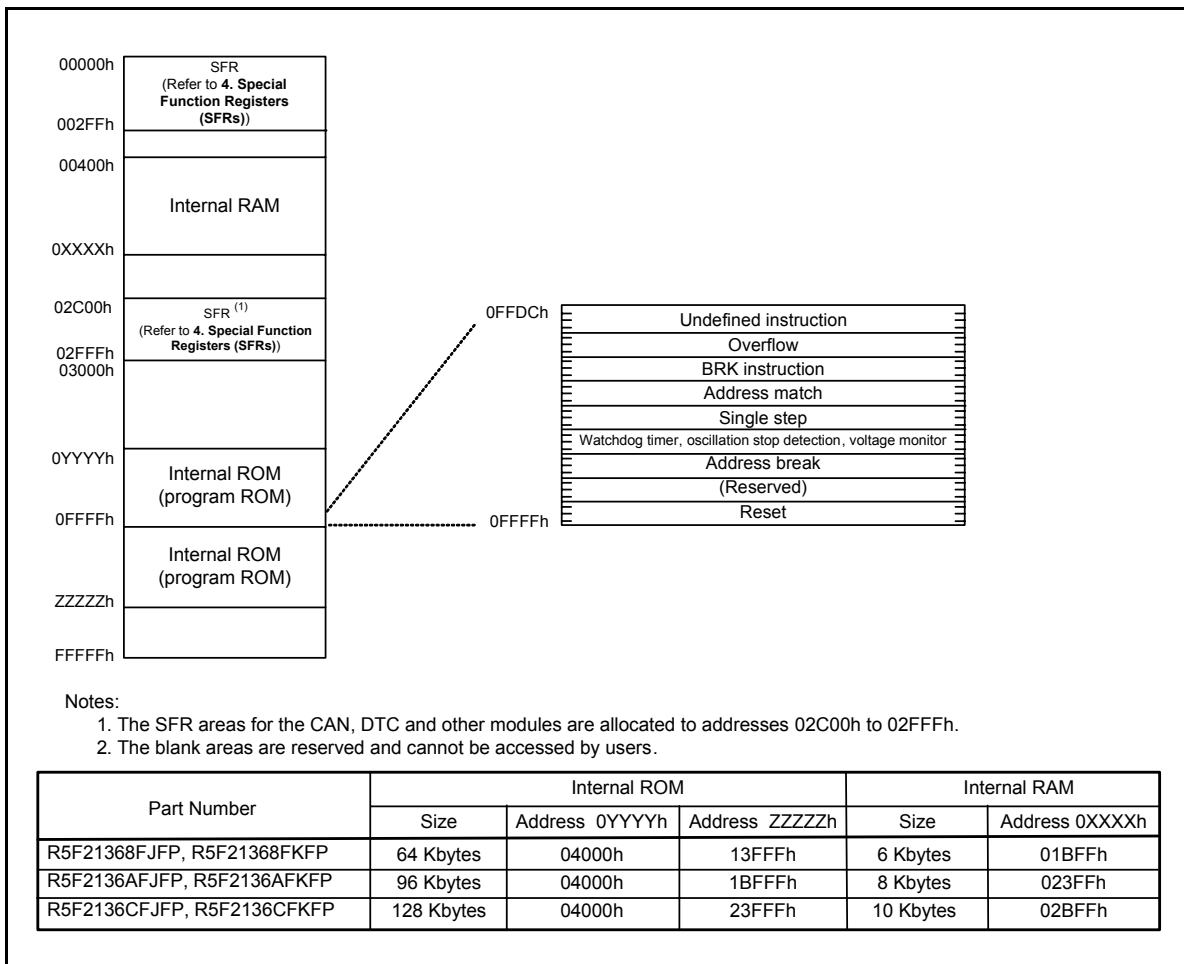 00000h
SFR
(Refer to 4. Special
Function Registers
(SFRs))
002FFh
00400h
Internal RAM
0XXXXh
02C00h
SFR (1)
(Refer to 4. Special Function
Registers (SFRs))
02FFFh
03000h
0YYYYh
Internal ROM
(program ROM)
0FFFFh
Internal ROM
(program ROM)
ZZZZZh
FFFFFh
0FFDCh
Undefined instruction
Overflow
BRK instruction
Address match
Single step
Watchdog timer, oscillation stop detection, voltage monitor
Address break
(Reserved)
0FFFFh
Reset
Notes:
1. The SFR areas for the CAN, DTC and other modules are allocated to addresses 02C00h to 02FFFh.
2. The blank areas are reserved and cannot be accessed by users.
Part Number Internal ROM Internal RAM
Size Address 0YYYYh Address ZZZZZh Size Address 0XXXXh
R5F21368FJFP, R5F21368FKFP 64 Kbytes 04000h 13FFFh 6 Kbytes 01BFFh
R5F2136AFJFP, R5F2136AFKFP 96 Kbytes 04000h 1BFFFh 8 Kbytes 023FFh
R5F2136CFJFP, R5F2136CFKFP 128 Kbytes 04000h 23FFFh 10 Kbytes 02BFFh